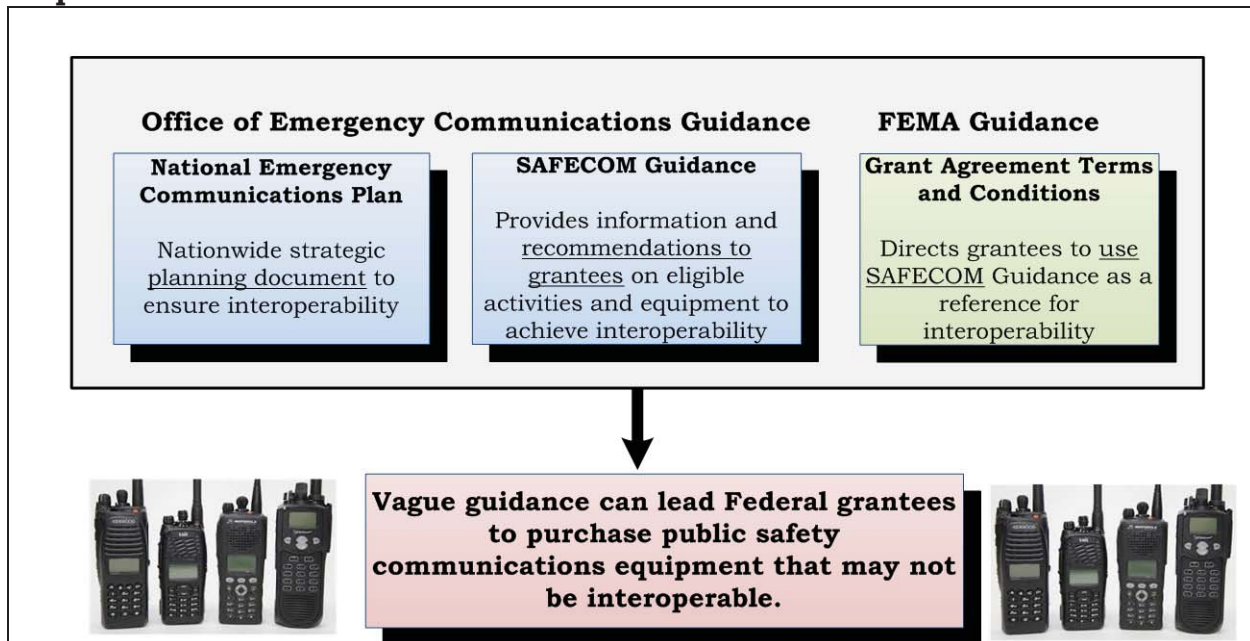 Office of Emergency Communications Guidance
FEMA Guidance
National Emergency
Communications Plan
Nationwide strategic
planning document to
ensure interoperability
SAFECOM Guidance
Provides information and
recommendations to
grantees on eligible
activities and equipment to
achieve interoperability
Grant Agreement Terms
and Conditions
Directs grantees to use
SAFECOM Guidance as a
reference for
interoperability
Vague guidance can lead Federal grantees
to purchase public safety
communications equipment that may not
be interoperable.